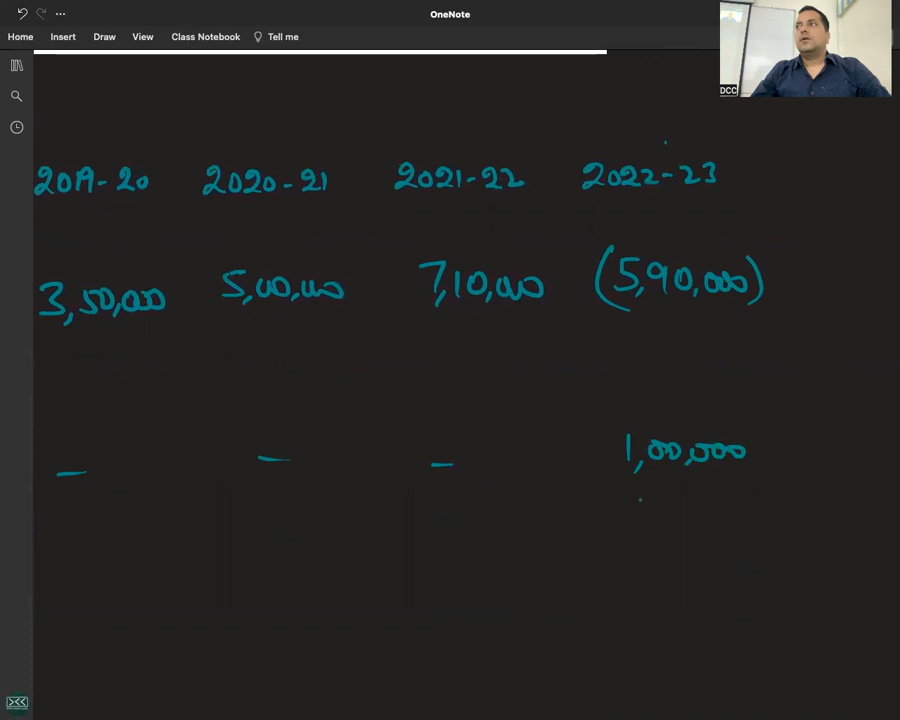 OneNote
Home Insert Draw View Class Notebook Tell me
DCC
2019-20 2020-21 2021-22 2022-23
3,50,000 5,00,000 7,10,000 (5,90,000)
— — — 1,00,000